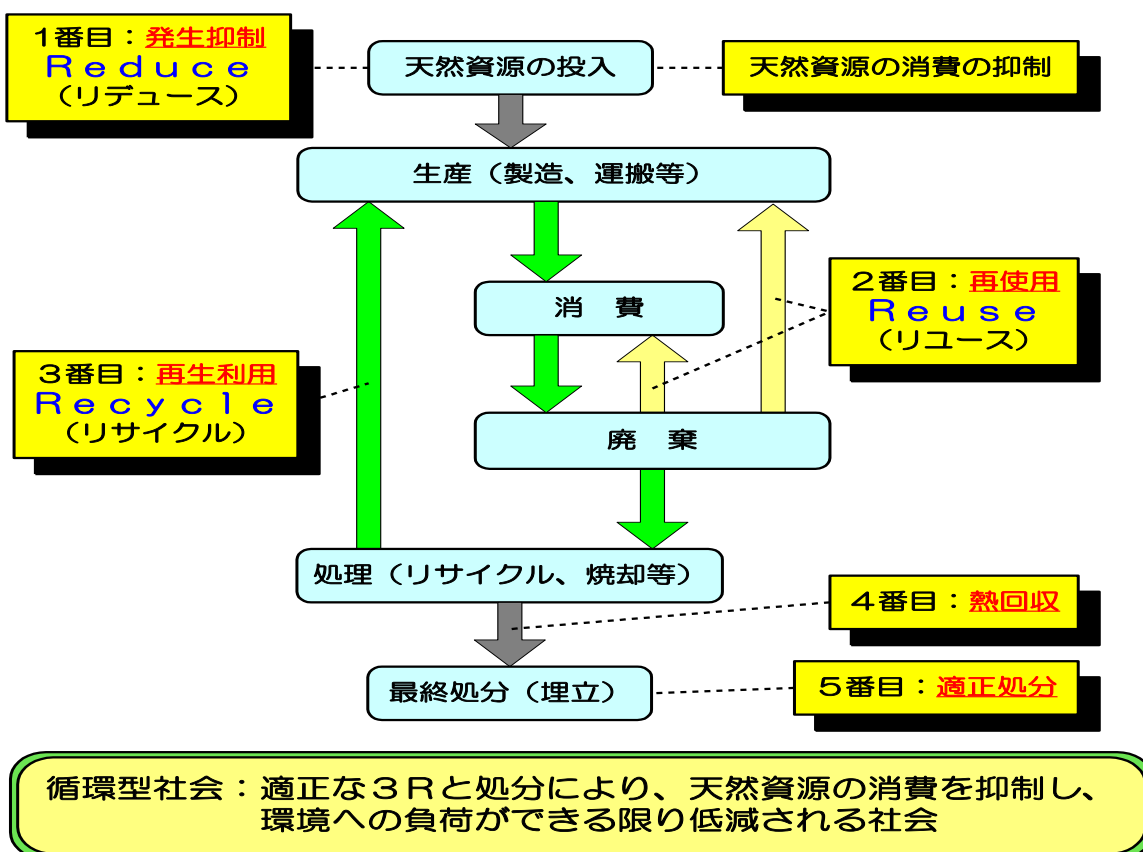 1番目：発生抑制
Ｒｅｄｕｃｅ
（リデュース）
天然資源の投入
天然資源の消費の抑制
生産（製造、運搬等）
消　費
2番目：再使用
Ｒｅｕｓｅ
（リユース）
3番目：再生利用
Ｒｅｃｙｃｌｅ
（リサイクル）
廃　棄
処理（リサイクル、焼却等）
4番目：熱回収
最終処分（埋立）
5番目：適正処分
循環型社会：適正な３Ｒと処分により、天然資源の消費を抑制し、
環境への負荷ができる限り低減される社会